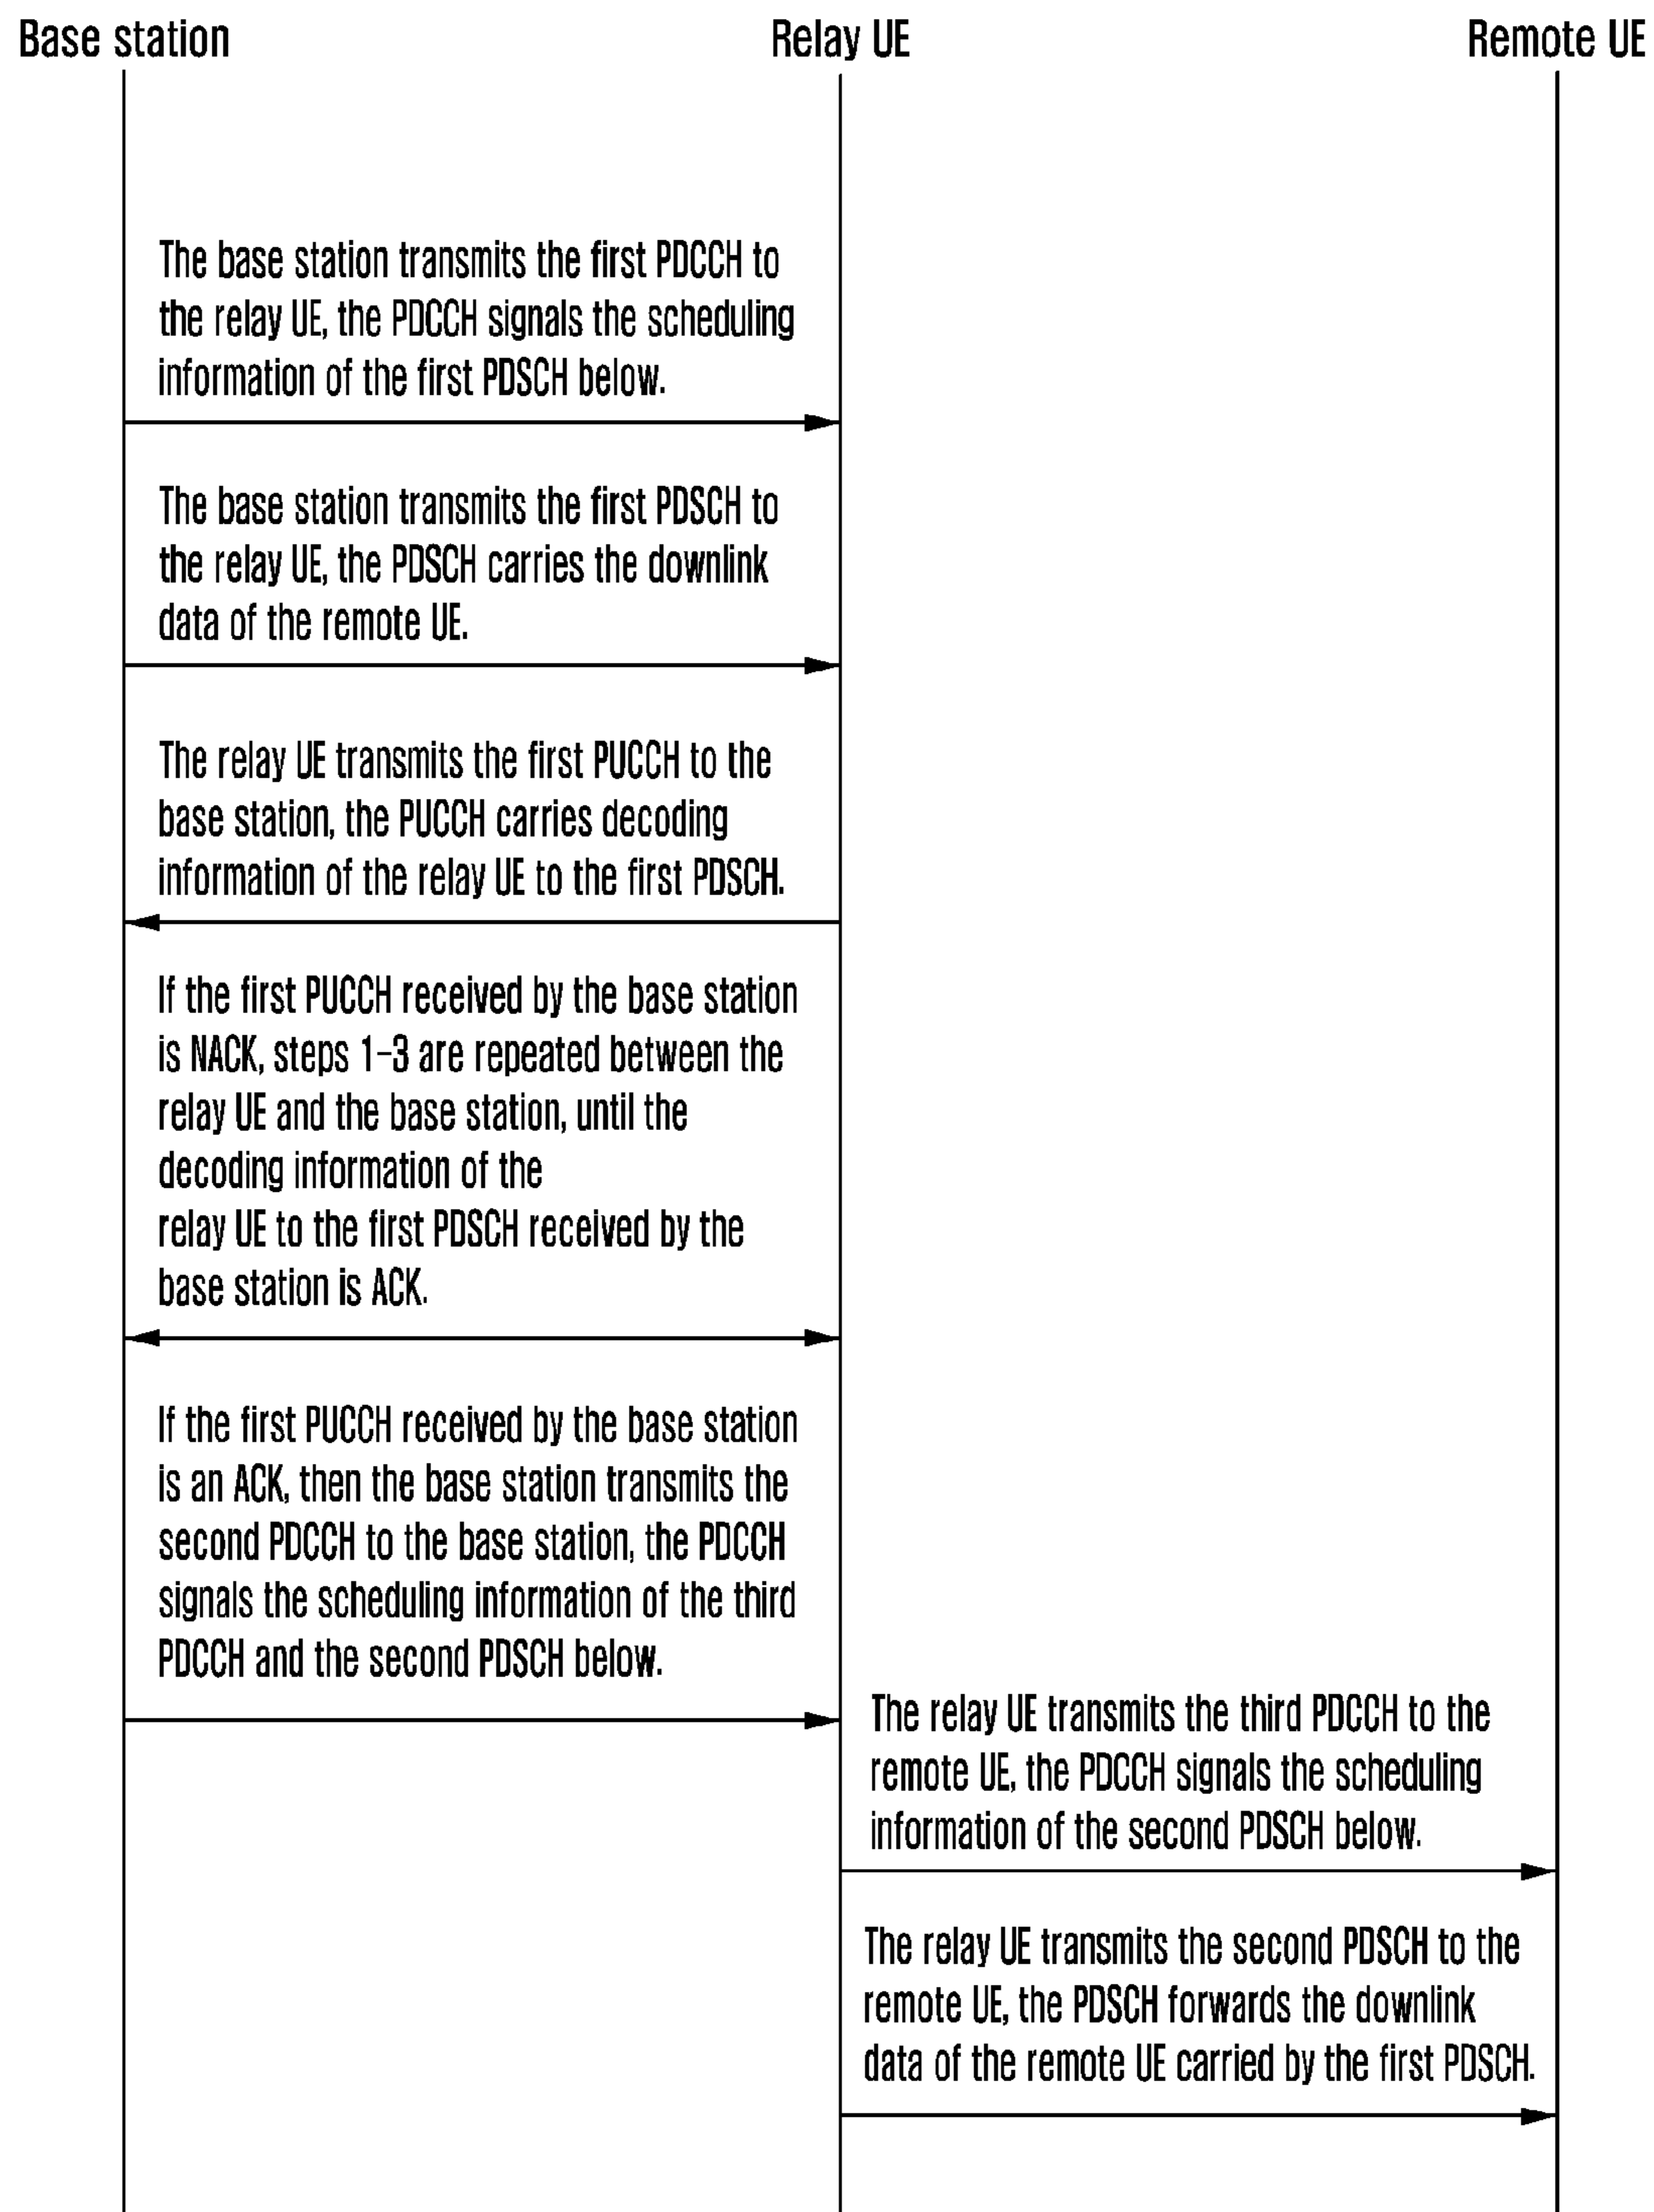 Base station
Relay UE
Remote UE
The base station transmits the first PDCCH to
the relay UE, the PDCCH signals the scheduling
information of the first PDSCH below.
The base station transmits the first PDSCH to
the relay UE, the PDSCH carries the downlink
data of the remote UE.
The relay UE transmits the first PUCCH to the
base station, the PUCCH carries decoding
information of the relay UE to the first PDSCH.
If the first PUCCH received by the base station
is NACK, steps 1-3 are repeated between the
relay UE and the base station, until the
decoding information of the
relay UE to the first PDSCH received by the
base station is ACK.
If the first PUCCH received by the base station
is an ACK, then the base station transmits the
second PDCCH to the base station, the PDCCH
signals the scheduling information of the third
PDCCH and the second PDSCH below.
The relay UE transmits the third PDCCH to the
remote UE, the PDCCH signals the scheduling
information of the second PDSCH below.
The relay UE transmits the second PDSCH to the
remote UE, the PDSCH forwards the downlink
data of the remote UE carried by the first PDSCH.